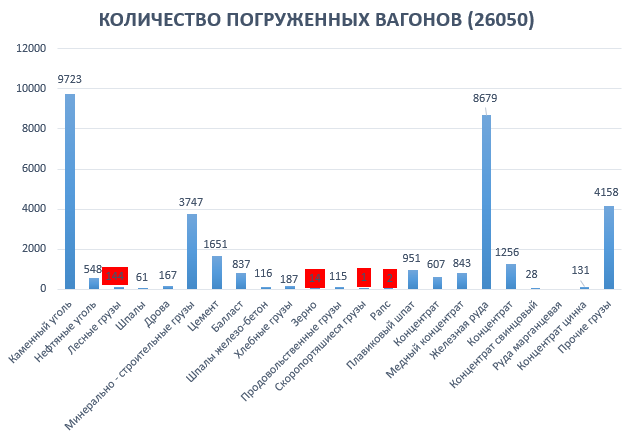 КОЛИЧЕСТВО ПОГРУЖЕННЫХ ВАГОНОВ (26050)
12000
10000
8000
6000
4000
2000
0
9723
548
61
167
3747
1651
837
116
187
115
951
607
843
8679
1256
28
131
4158
Каменный уголь
Нефтяные уголь
Лесные грузы
Шпалы
Дрова
Минерально - строительные грузы
Цемент
Балласт
Шпалы железо-бетон
Хлебные грузы
Зерно
Продовольственные грузы
Скоропортяшиеся грузы
Рапс
Плавиковый шпат
Концентрат
Медный концентрат
Железная руда
Концентрат
Концентрат свинцовый
Руда марганцевая
Концентрат цинка
Прочие грузы